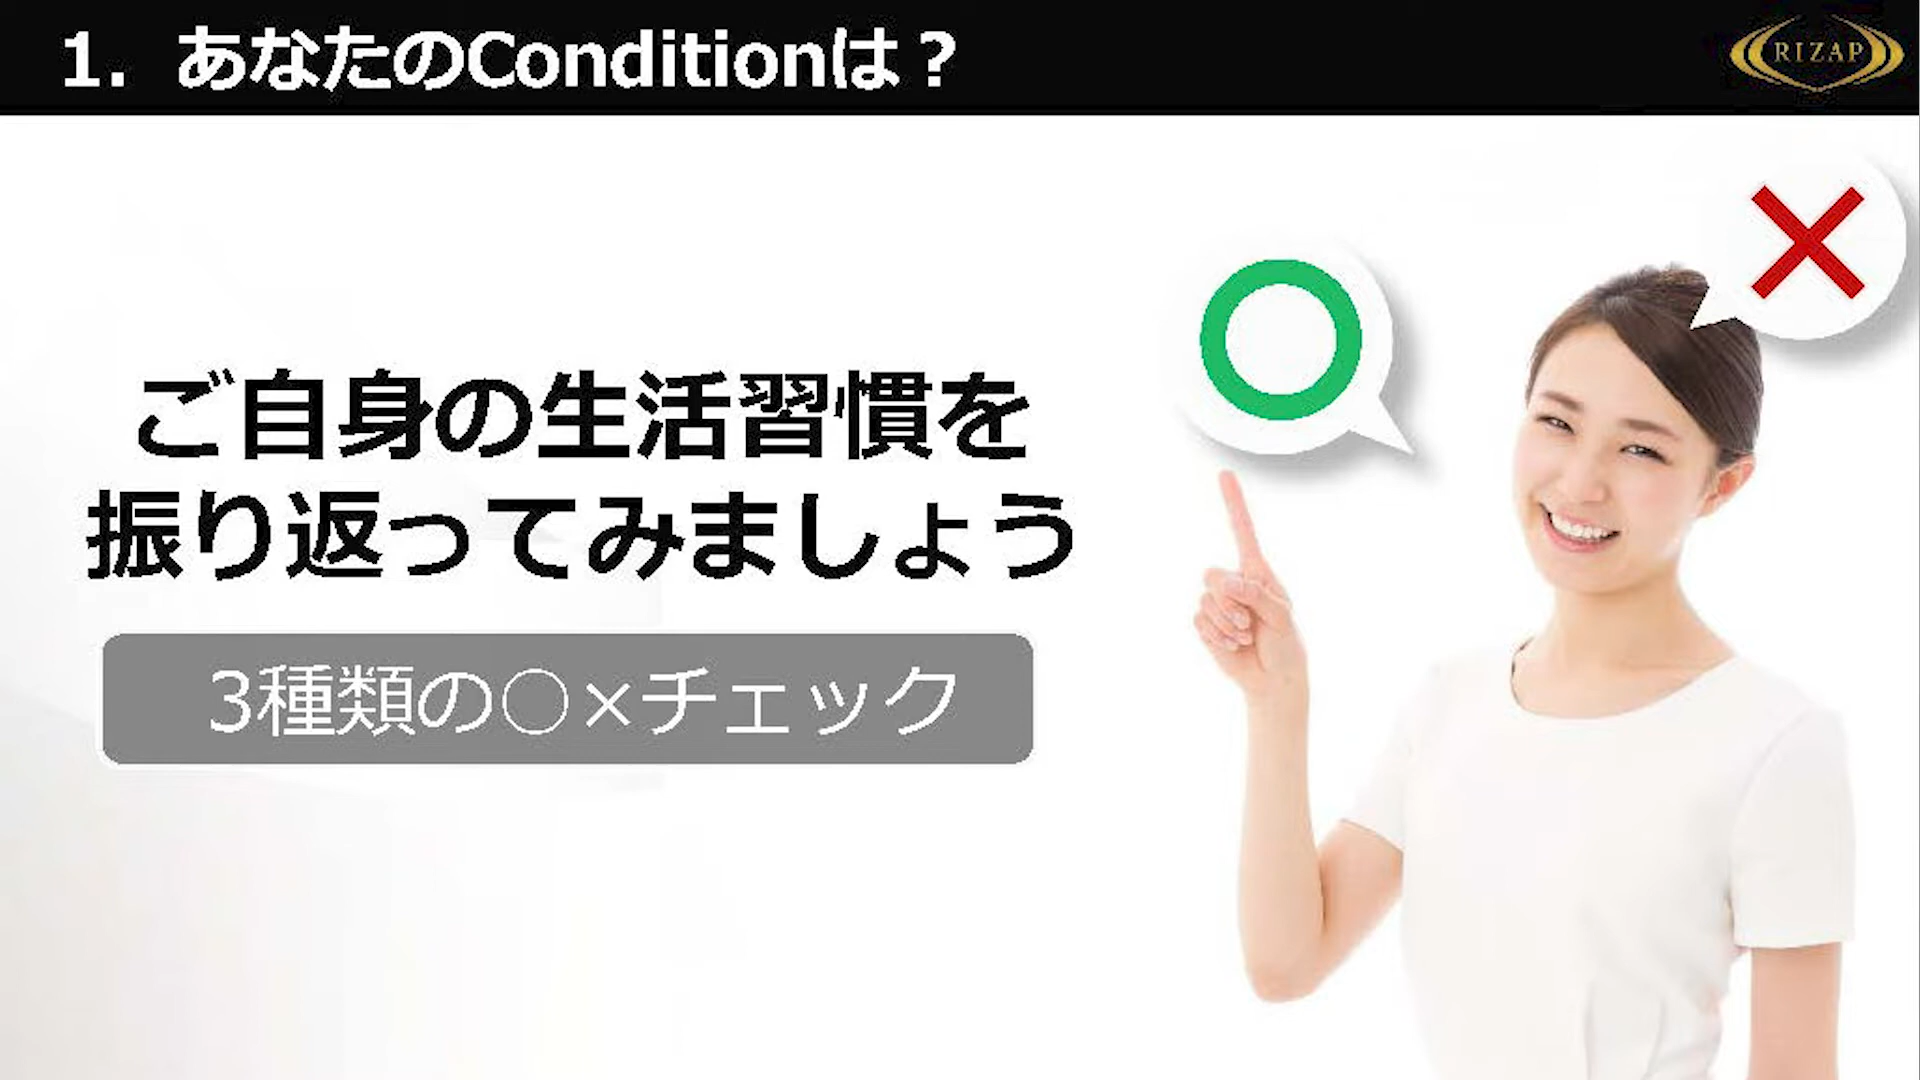 1. あなたのConditionは？
RIZAP
ご自身の生活習慣を
振り返ってみましょう
3種類の○×チェック